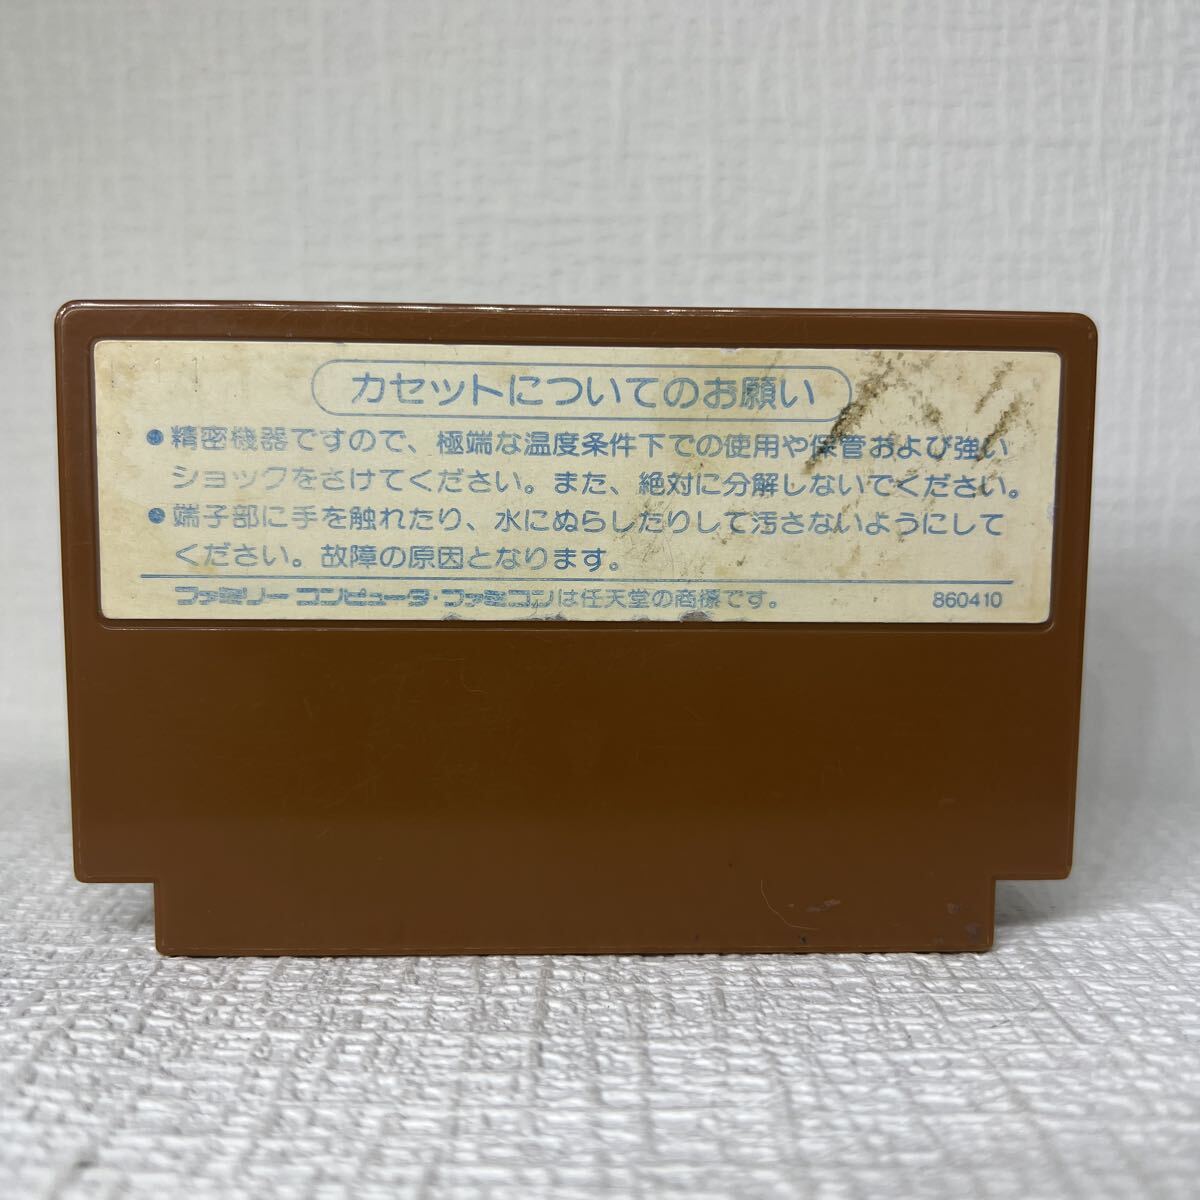 カセットについてのお願い
●精密機器ですので、極端な温度条件下での使用や保管および強い
ショックをさけてください。また、絶対に分解しないでください。
●端子部に手を触れたり、水にぬらしたりして汚さないようにして
ください。故障の原因となります。
ファミリーコンピュータ・ファミコンは任天堂の商標です。 860410